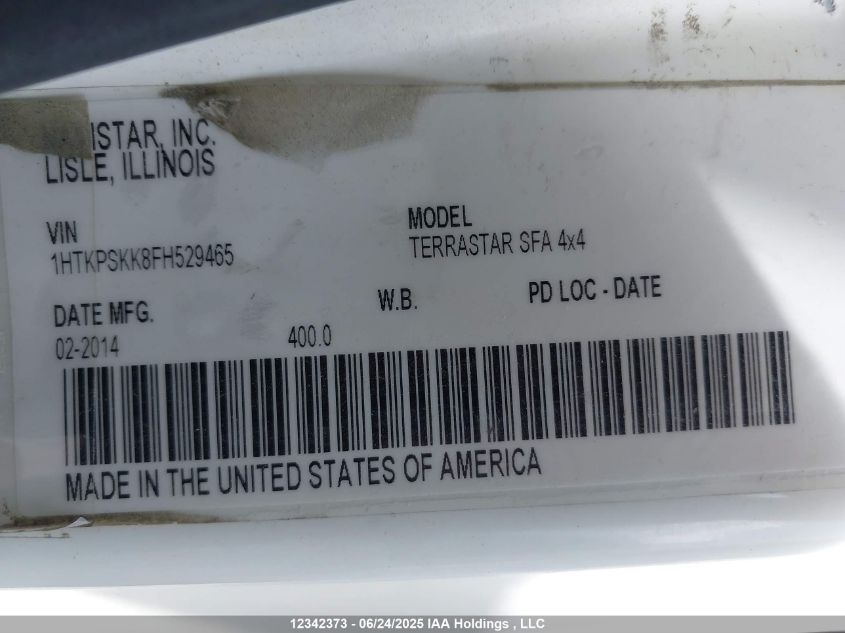 ISTAR, INC.
LISLE, ILLINOIS
VIN
1HTKPSKK8FH529465
MODEL
TERRASTAR SFA 4x4
DATE MFG.
02-2014
W.B.
400.0
PD LOC - DATE
MADE IN THE UNITED STATES OF AMERICA
12342373 - 06/24/2025 IAA Holdings , LLC